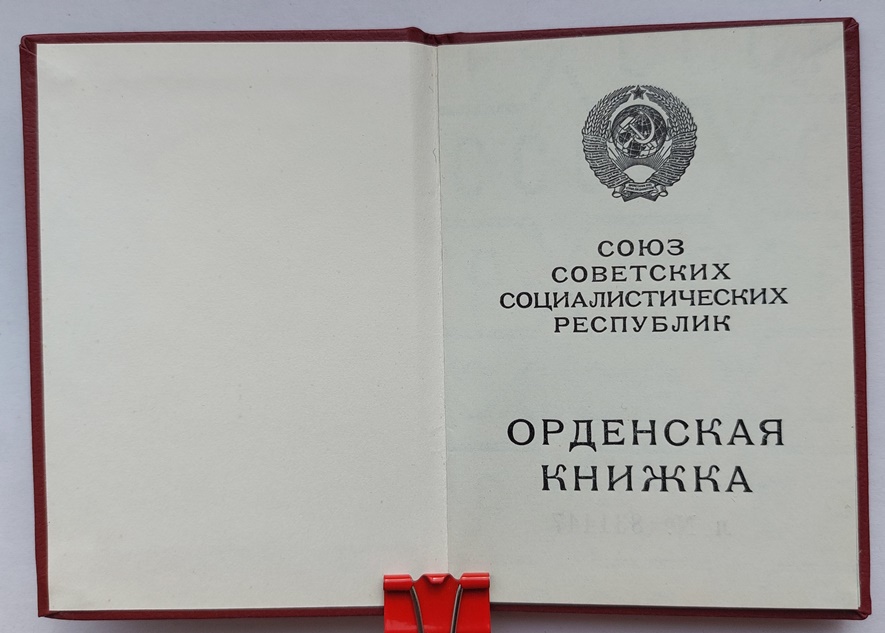 СОЮЗ
СОВЕТСКИХ
СОЦИАЛИСТИЧЕСКИХ
РЕСПУБЛИК
ОРДЕНСКАЯ
КНИЖКА